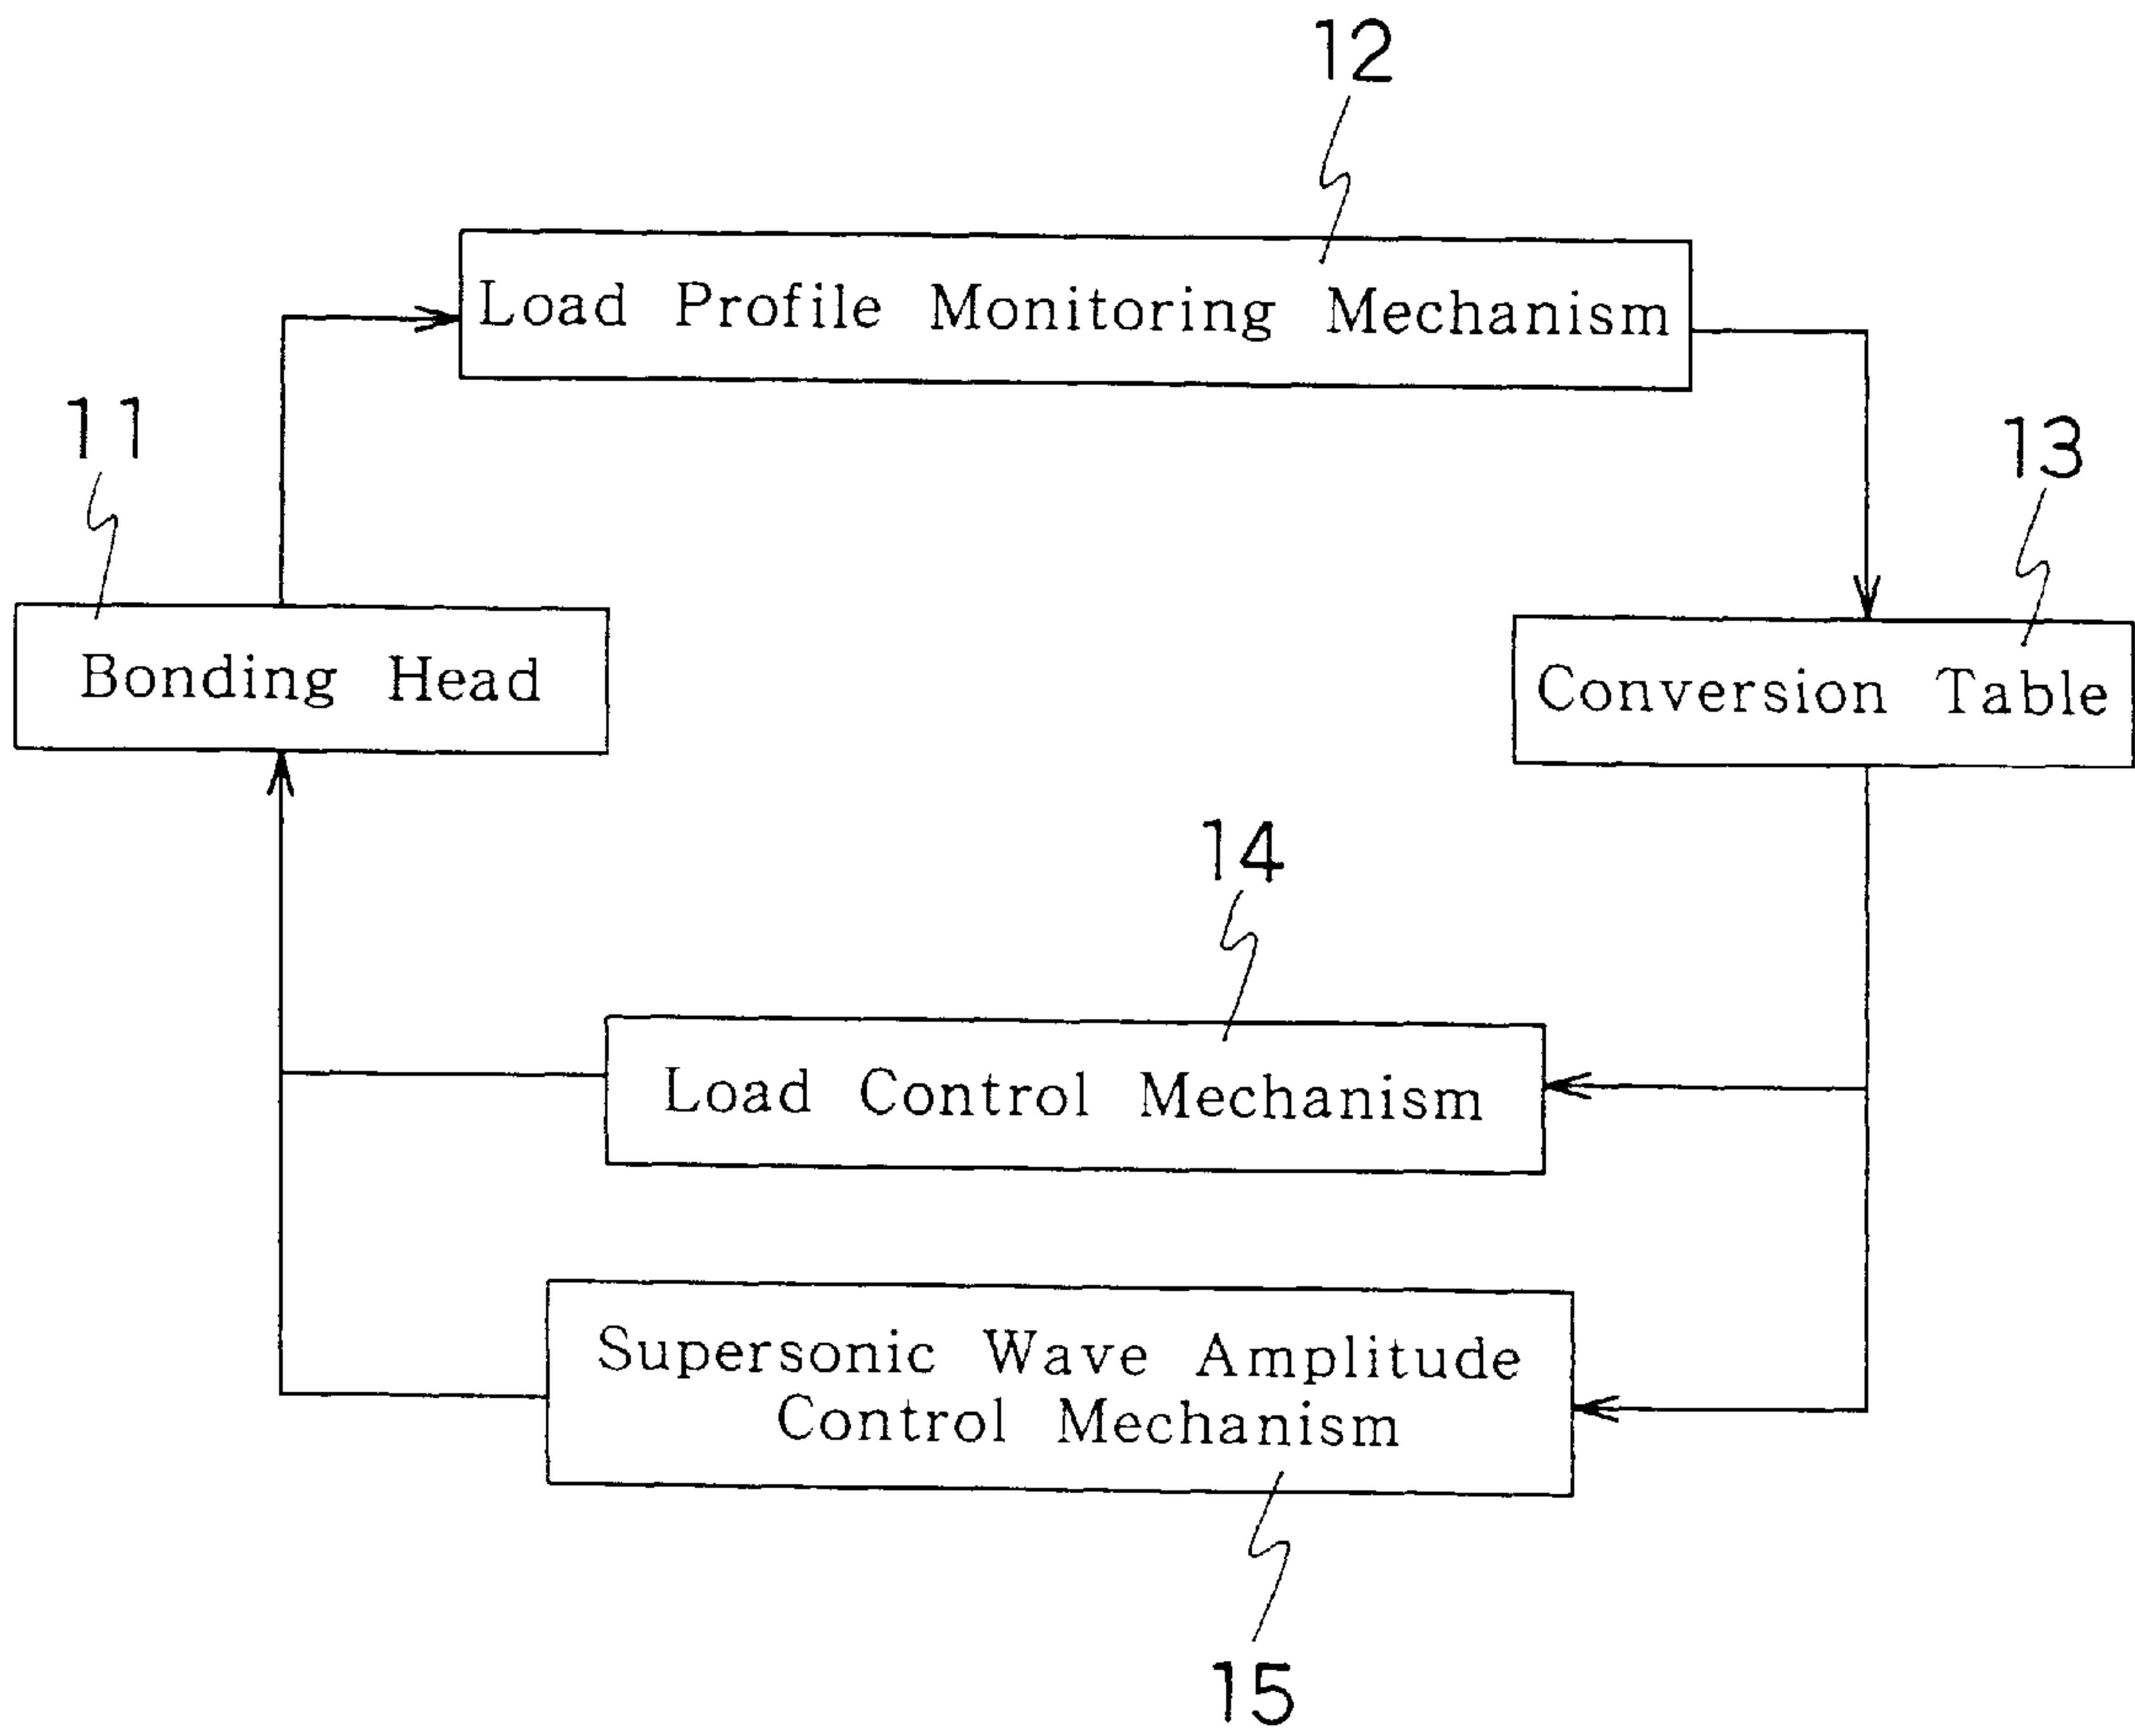 12
Load Profile Monitoring Mechanism
11
13
Bonding Head
Conversion Table
14
Load Control Mechanism
Supersonic Wave Amplitude
Control Mechanism
15